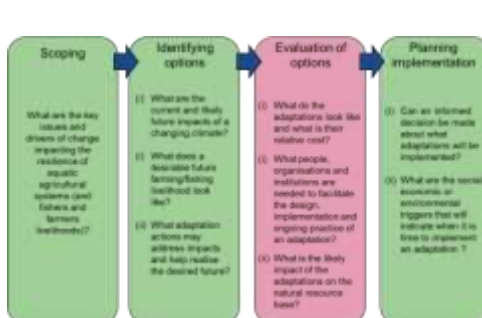 Scoping
What are the key
issues and
drivers of change
impacting the
resilience of
aquatic
agricultural
systems (and
fishers and
farmers
livelihoods)?
Identifying
options
(i) What are the
current and likely
future impacts of a
changing climate?
(i) What does a
desirable future
farming/fishing
livelihood look
like?
(ii) What adaptation
actions may
address impacts
and help realise
the desired future?
Evaluation of
options
(i) What do the
adaptations look like
and what is their
relative cost?
(i) What people,
organisations and
institutions are
needed to facilitate
the design,
implementation and
ongoing practice of
an adaptation?
(ii) What is the likely
impact of the
adaptations on the
natural resource
base?
Planning
implementation
(i) Can an informed
decision be made
about what
adaptations will be
implemented?
(ii) What are the social
economic or
environmental
triggers that will
indicate when it is
time to implement
an adaptation ?